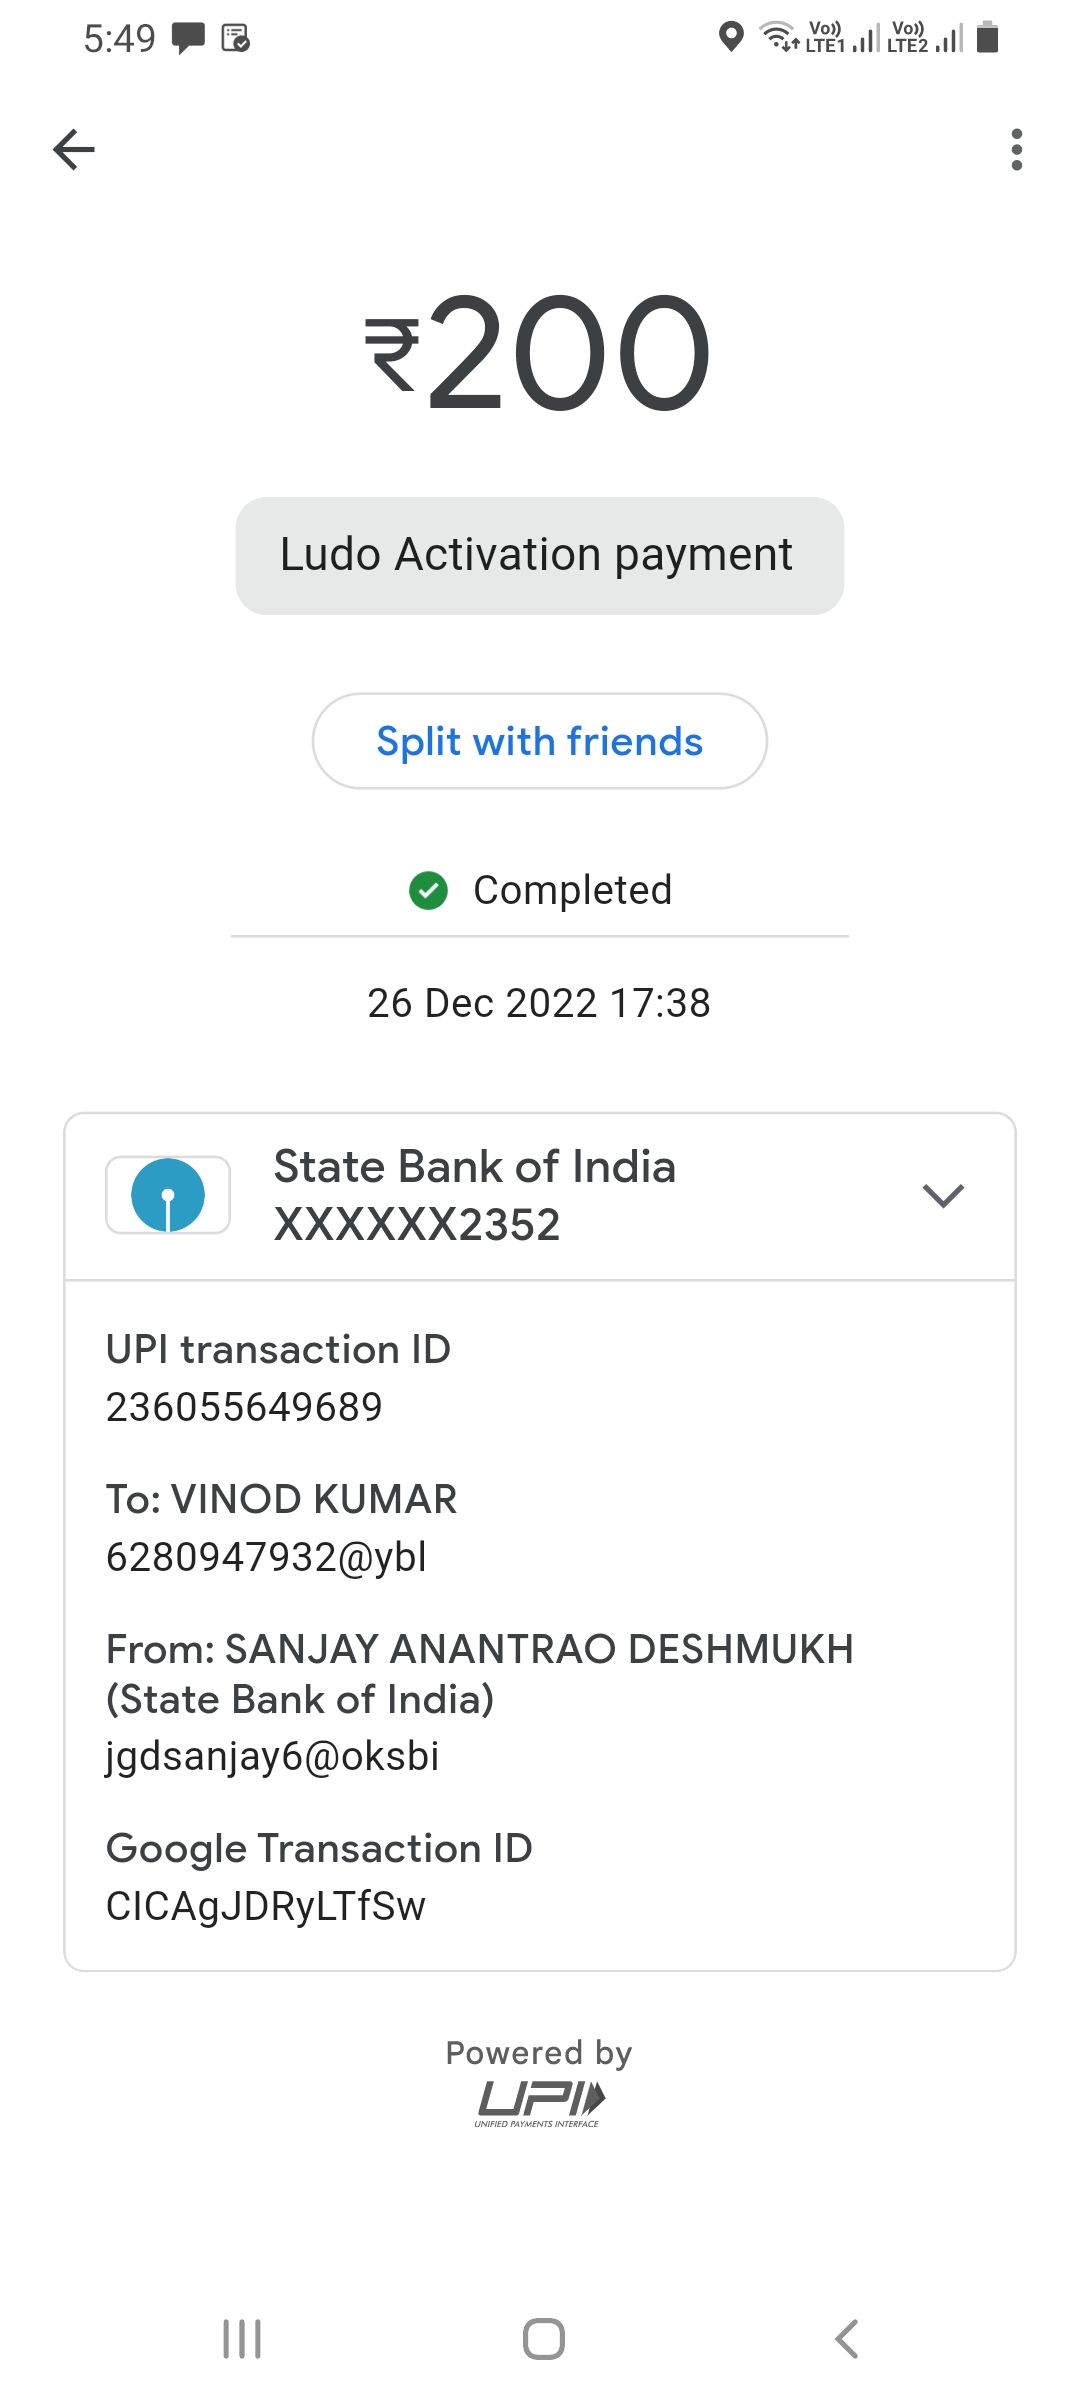 5:49
Vo)) LTE1 Vo)) LTE2
₹200
Ludo Activation payment
Split with friends
Completed
26 Dec 2022 17:38
State Bank of India
XXXXXX2352
UPI transaction ID
236055649689
To: VINOD KUMAR
6280947932@ybl
From: SANJAY ANANTRAO DESHMUKH
(State Bank of India)
jgdsanjay6@oksbi
Google Transaction ID
CICAgJDRyLTfSw
Powered by
UPI
UNIFIED PAYMENTS INTERFACE